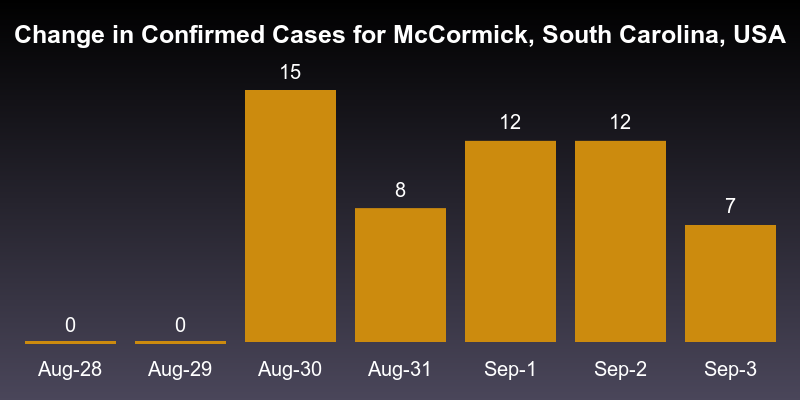 Change in Confirmed Cases for McCormick, South Carolina, USA
0 0 15 8 12 12 7
Aug-28 Aug-29 Aug-30 Aug-31 Sep-1 Sep-2 Sep-3